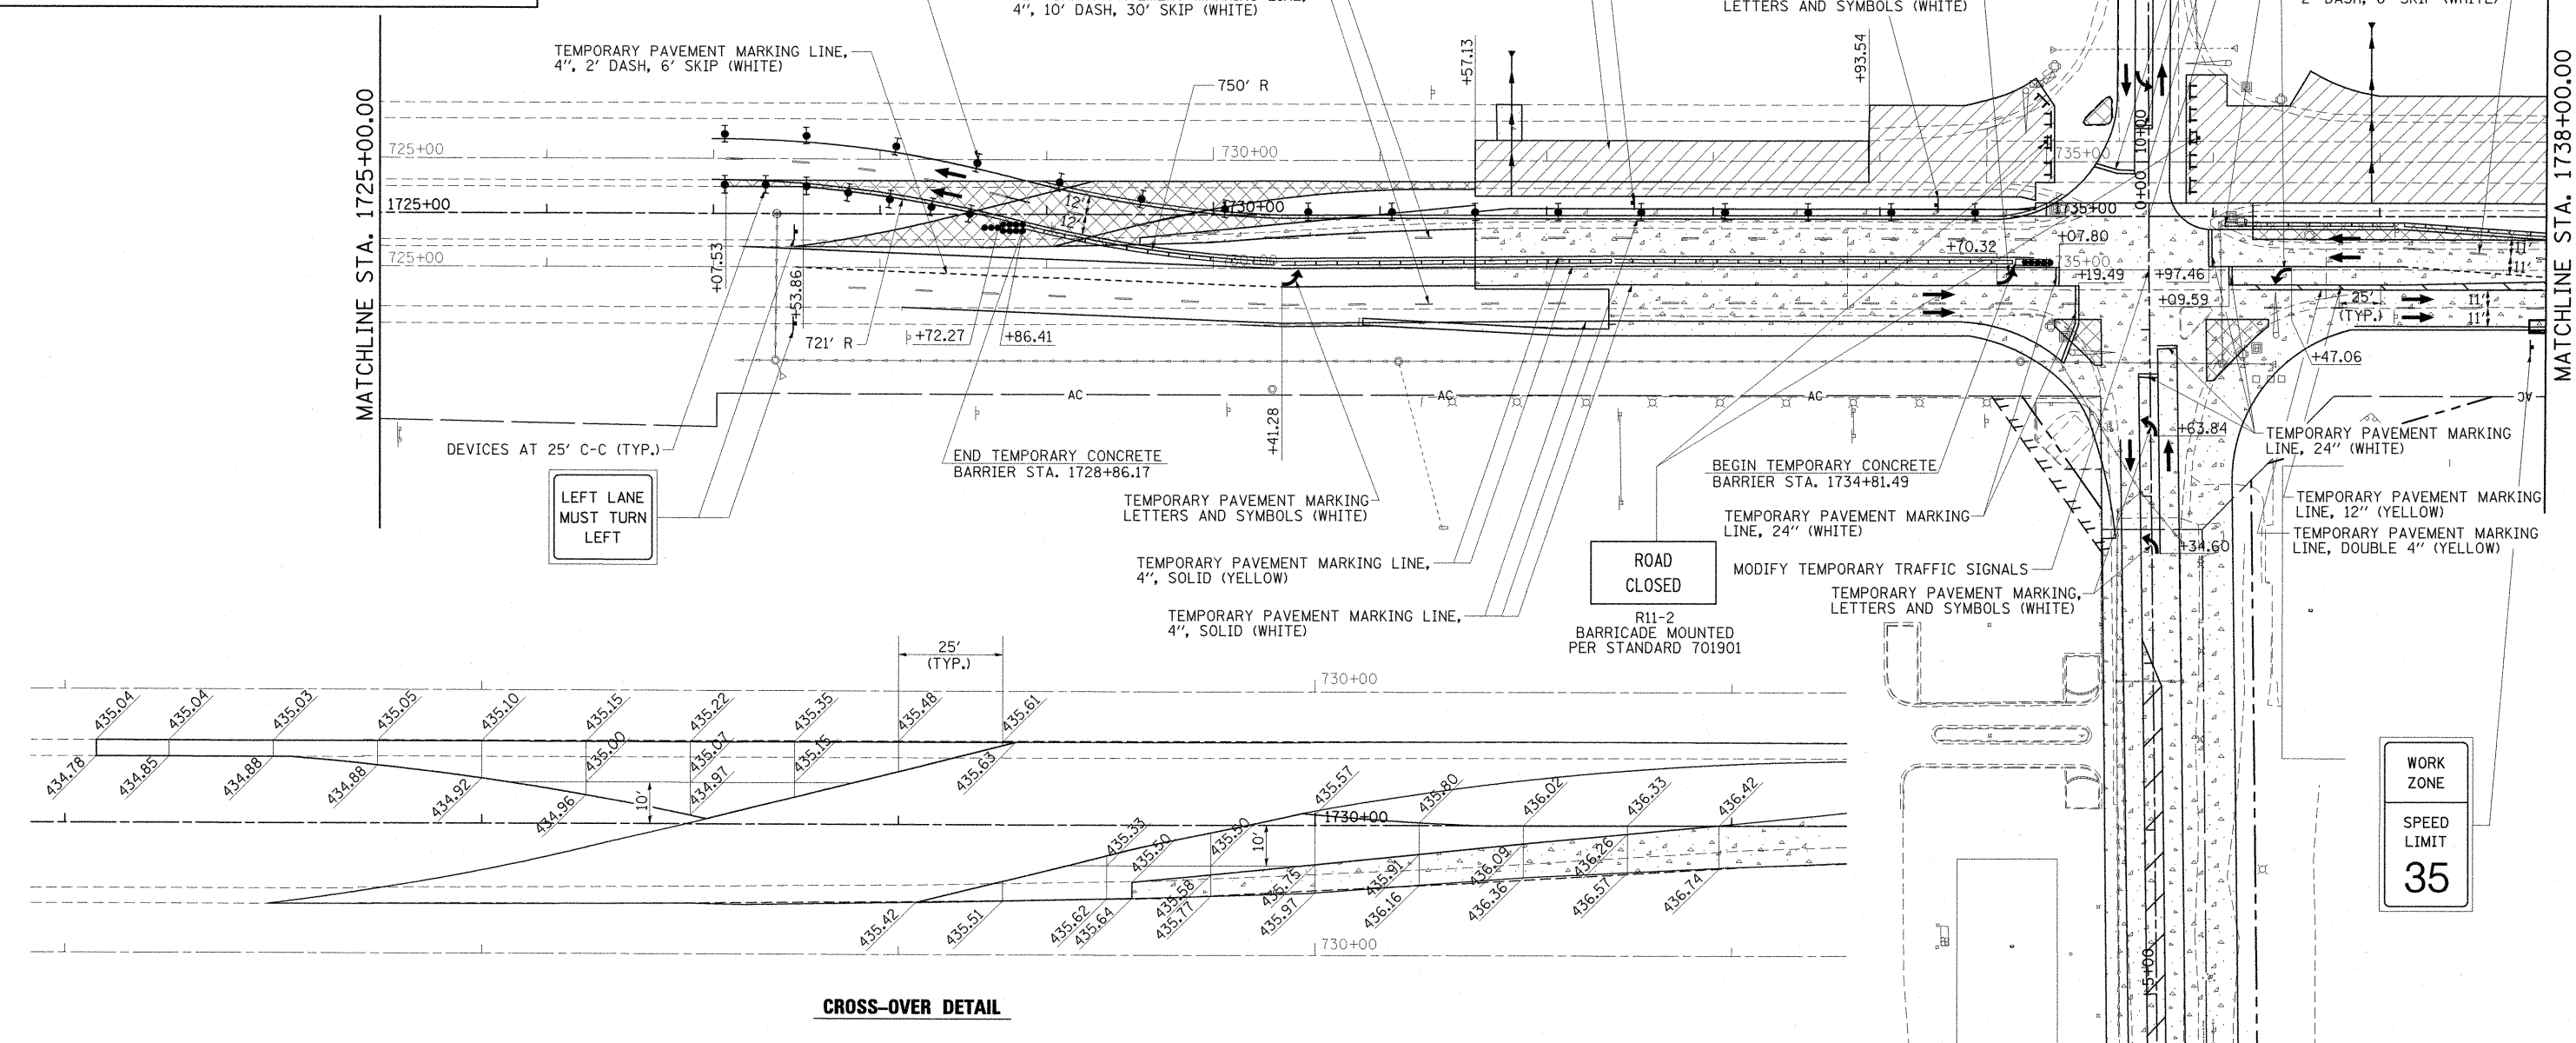 4", 10' DASH, 30' SKIP (WHITE)
LETTERS AND SYMBOLS (WHITE)
2' DASH, 6' SKIP (WHITE)
TEMPORARY PAVEMENT MARKING LINE,
4", 2' DASH, 6' SKIP (WHITE)
750' R
+57.13
+93.54
MATCHLINE STA. 1725+00.00
MATCHLINE STA. 1738+00.00
725+00
730+00
735+00
10+00
0+00
1725+00
12'
12'
1730+00
1735+00
725+00
735+00
+07.53
+53.86
+70.32
+07.80
+19.49
+97.46
+09.59
11'
11'
25'
(TYP.)
11'
11'
721' R
+72.27
+86.41
+47.06
AC
AC
AC
AC
+41.28
+63.84
DEVICES AT 25' C-C (TYP.)
LEFT LANE
MUST TURN
LEFT
END TEMPORARY CONCRETE
BARRIER STA. 1728+86.17
TEMPORARY PAVEMENT MARKING
LETTERS AND SYMBOLS (WHITE)
TEMPORARY PAVEMENT MARKING LINE,
4", SOLID (YELLOW)
TEMPORARY PAVEMENT MARKING LINE,
4", SOLID (WHITE)
BEGIN TEMPORARY CONCRETE
BARRIER STA. 1734+81.49
TEMPORARY PAVEMENT MARKING
LINE, 24" (WHITE)
ROAD
CLOSED
R11-2
BARRICADE MOUNTED
PER STANDARD 701901
MODIFY TEMPORARY TRAFFIC SIGNALS
TEMPORARY PAVEMENT MARKING,
LETTERS AND SYMBOLS (WHITE)
TEMPORARY PAVEMENT MARKING
LINE, 24" (WHITE)
TEMPORARY PAVEMENT MARKING
LINE, 12" (YELLOW)
TEMPORARY PAVEMENT MARKING
LINE, DOUBLE 4" (YELLOW)
+34.60
WORK
ZONE
SPEED
LIMIT
35
5+00
25'
(TYP.)
730+00
435.04
435.04
435.03
435.05
435.10
435.15
435.22
435.35
435.48
435.61
434.78
434.85
434.88
434.88
434.92
434.96
435.00
435.07
434.97
435.15
435.63
10'
435.57
435.80
436.02
436.33
436.42
1730+00
435.33
435.50
435.50
10'
435.58
435.75
435.91
436.09
436.26
435.42
435.51
435.62
435.64
435.77
435.97
436.16
436.36
436.57
436.74
730+00
CROSS-OVER DETAIL